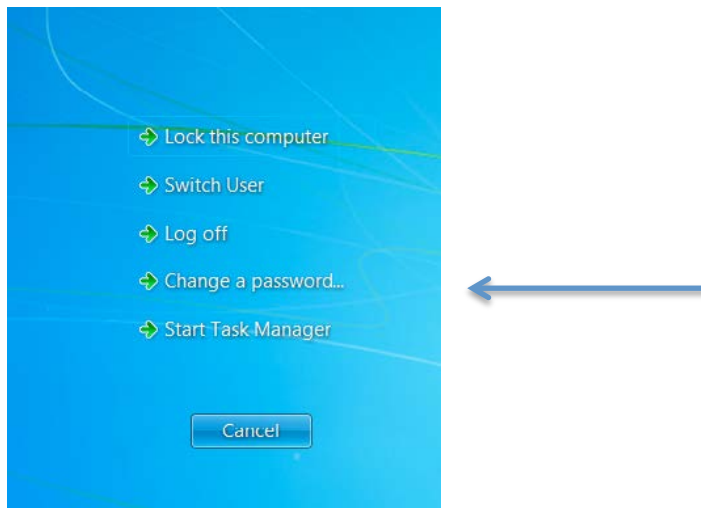 Lock this computer
Switch User
Log off
Change a password...
Start Task Manager
Cancel